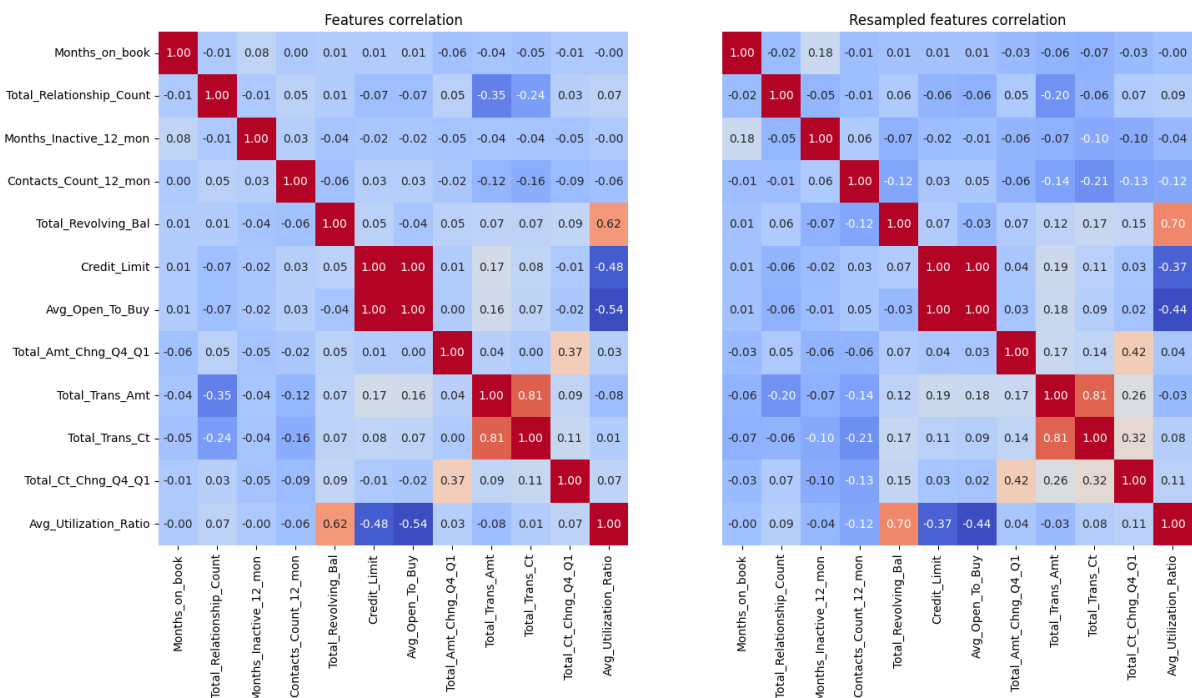 Features correlation
Resampled features correlation
Months_on_book 1.00 -0.01 0.08 0.00 0.01 0.01 0.01 -0.06 -0.04 -0.05 -0.01 -0.00 1.00 -0.02 0.18 -0.01 0.01 0.01 0.01 -0.03 -0.06 -0.07 -0.03 -0.00
Total_Relationship_Count -0.01 1.00 -0.01 0.05 0.01 -0.07 -0.07 0.05 -0.35 -0.24 0.03 0.07 -0.02 1.00 -0.05 -0.01 0.06 -0.06 -0.06 0.05 -0.20 -0.06 0.07 0.09
Months_Inactive_12_mon 0.08 -0.01 1.00 0.03 -0.04 -0.02 -0.02 -0.05 -0.04 -0.04 -0.05 -0.00 0.18 -0.05 1.00 0.06 -0.07 -0.02 -0.01 -0.06 -0.07 -0.10 -0.10 -0.04
Contacts_Count_12_mon 0.00 0.05 0.03 1.00 -0.06 0.03 0.03 -0.02 -0.12 -0.16 -0.09 -0.06 -0.01 -0.01 0.06 1.00 -0.12 0.03 0.05 -0.06 -0.14 -0.21 -0.13 -0.12
Total_Revolving_Bal 0.01 0.01 -0.04 -0.06 1.00 0.05 -0.04 0.05 0.07 0.07 0.09 0.62 0.01 0.06 -0.07 -0.12 1.00 0.07 -0.03 0.07 0.12 0.17 0.15 0.70
Credit_Limit 0.01 -0.07 -0.02 0.03 0.05 1.00 1.00 0.01 0.17 0.08 -0.01 -0.48 0.01 -0.06 -0.02 0.03 0.07 1.00 1.00 0.04 0.19 0.11 0.03 -0.37
Avg_Open_To_Buy 0.01 -0.07 -0.02 0.03 -0.04 1.00 1.00 0.00 0.16 0.07 -0.02 -0.54 0.01 -0.06 -0.01 0.05 -0.03 1.00 1.00 0.03 0.18 0.09 0.02 -0.44
Total_Amt_Chng_Q4_Q1 -0.06 0.05 -0.05 -0.02 0.05 0.01 0.00 1.00 0.04 0.00 0.37 0.03 -0.03 0.05 -0.06 -0.06 0.07 0.04 0.03 1.00 0.17 0.14 0.42 0.04
Total_Trans_Amt -0.04 -0.35 -0.04 -0.12 0.07 0.17 0.16 0.04 1.00 0.81 0.09 -0.08 -0.06 -0.20 -0.07 -0.14 0.12 0.19 0.18 0.17 1.00 0.81 0.26 -0.03
Total_Trans_Ct -0.05 -0.24 -0.04 -0.16 0.07 0.08 0.07 0.00 0.81 1.00 0.11 0.01 -0.07 -0.06 -0.10 -0.21 0.17 0.11 0.09 0.14 0.81 1.00 0.32 0.08
Total_Ct_Chng_Q4_Q1 -0.01 0.03 -0.05 -0.09 0.09 -0.01 -0.02 0.37 0.09 0.11 1.00 0.07 -0.03 0.07 -0.10 -0.13 0.15 0.03 0.02 0.42 0.26 0.32 1.00 0.11
Avg_Utilization_Ratio -0.00 0.07 -0.00 -0.06 0.62 -0.48 -0.54 0.03 -0.08 0.01 0.07 1.00 -0.00 0.09 -0.04 -0.12 0.70 -0.37 -0.44 0.04 -0.03 0.08 0.11 1.00
Months_on_book
Total_Relationship_Count
Months_Inactive_12_mon
Contacts_Count_12_mon
Total_Revolving_Bal
Credit_Limit
Avg_Open_To_Buy
Total_Amt_Chng_Q4_Q1
Total_Trans_Amt
Total_Trans_Ct
Total_Ct_Chng_Q4_Q1
Avg_Utilization_Ratio
Months_on_book
Total_Relationship_Count
Months_Inactive_12_mon
Contacts_Count_12_mon
Total_Revolving_Bal
Credit_Limit
Avg_Open_To_Buy
Total_Amt_Chng_Q4_Q1
Total_Trans_Amt
Total_Trans_Ct
Total_Ct_Chng_Q4_Q1
Avg_Utilization_Ratio